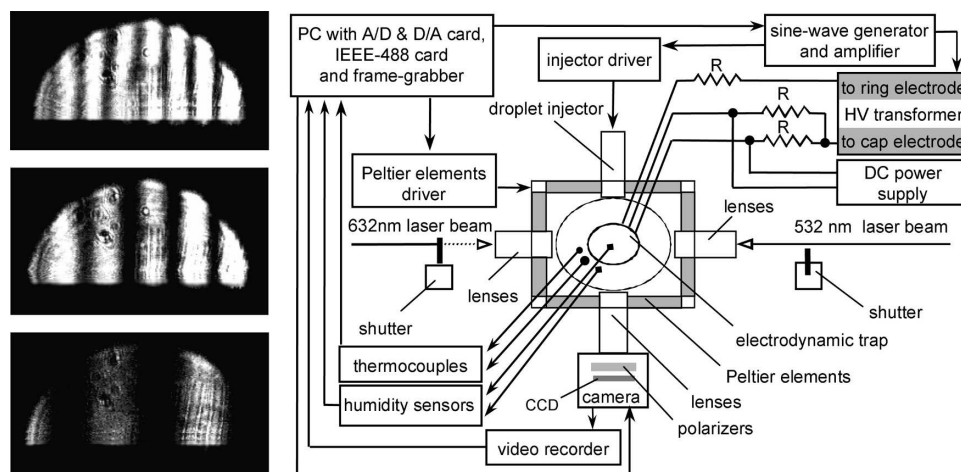 PC with A/D & D/A card,
IEEE-488 card
and frame-grabber
sine-wave generator
and amplifier
injector driver
R
to ring electrode
droplet injector
R
HV transformer
R
to cap electrode
Peltier elements
driver
DC power
supply
632nm laser beam
lenses
532 nm laser beam
lenses
shutter
shutter
electrodynamic trap
thermocouples
Peltier elements
humidity sensors
CCD
camera
lenses
polarizers
video recorder